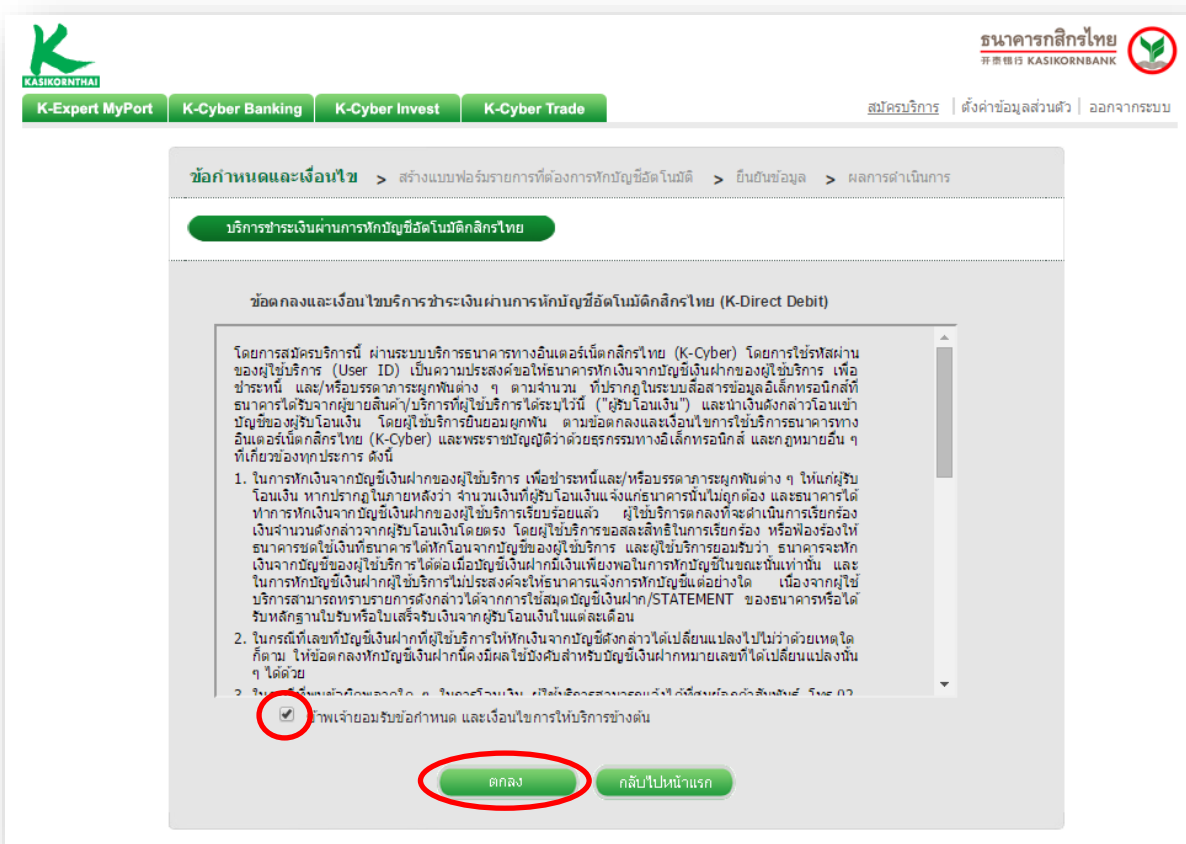 KASIKORNTHAI
ธนาคารกสิกรไทย
开泰银行 KASIKORNBANK
K-Expert MyPort K-Cyber Banking K-Cyber Invest K-Cyber Trade
สมัครบริการ | ตั้งค่าข้อมูลส่วนตัว | ออกจากระบบ
ข้อกำหนดและเงื่อนไข > สร้างแบบฟอร์มรายการที่ต้องการหักบัญชีอัตโนมัติ > ยืนยันข้อมูล > ผลการดำเนินการ
บริการชำระเงินผ่านการหักบัญชีอัตโนมัติกสิกรไทย
ข้อตกลงและเงื่อนไขบริการชำระเงินผ่านการหักบัญชีอัตโนมัติกสิกรไทย (K-Direct Debit)
โดยการสมัครบริการนี้ ผ่านระบบบริการธนาคารทางอินเตอร์เน็ตกสิกรไทย (K-Cyber) โดยการใช้รหัสผ่าน
ของผู้ใช้บริการ (User ID) เป็นความประสงค์ขอให้ธนาคารหักเงินจากบัญชีเงินฝากของผู้ใช้บริการ เพื่อ
ชำระหนี้ และ/หรือบรรดาภาระผูกพันต่าง ๆ ตามจำนวน ที่ปรากฏในระบบสื่อสารข้อมูลอิเล็กทรอนิกส์ที่
ธนาคารได้รับจากผู้ขายสินค้า/บริการที่ผู้ใช้บริการได้ระบุไว้นี้ ("ผู้รับโอนเงิน") และนำเงินดังกล่าวโอนเข้า
บัญชีของผู้รับโอนเงิน โดยผู้ใช้บริการยินยอมผูกพัน ตามข้อตกลงและเงื่อนไขการใช้บริการธนาคารทาง
อินเตอร์เน็ตกสิกรไทย (K-Cyber) และพระราชบัญญัติว่าด้วยธุรกรรมทางอิเล็กทรอนิกส์ และกฎหมายอื่น ๆ
ที่เกี่ยวข้องทุกประการ ดังนี้
1. ในการหักเงินจากบัญชีเงินฝากของผู้ใช้บริการ เพื่อชำระหนี้และ/หรือบรรดาภาระผูกพันต่าง ๆ ให้แก่ผู้รับ
โอนเงิน หากปรากฏในภายหลังว่า จำนวนเงินที่ผู้รับโอนเงินแจ้งแก่ธนาคารนั้นไม่ถูกต้อง และธนาคารได้
ทำการหักเงินจากบัญชีเงินฝากของผู้ใช้บริการเรียบร้อยแล้ว ผู้ใช้บริการตกลงที่จะดำเนินการเรียกร้อง
เงินจำนวนดังกล่าวจากผู้รับโอนเงินโดยตรง โดยผู้ใช้บริการขอสละสิทธิในการเรียกร้อง หรือฟ้องร้องให้
ธนาคารชดใช้เงินที่ธนาคารได้หักโอนจากบัญชีของผู้ใช้บริการ และผู้ใช้บริการยอมรับว่า ธนาคารจะหัก
เงินจากบัญชีของผู้ใช้บริการได้ต่อเมื่อบัญชีเงินฝากมีเงินเพียงพอในการหักบัญชีในขณะนั้นเท่านั้น และ
ในการหักบัญชีเงินฝากผู้ใช้บริการไม่ประสงค์จะให้ธนาคารแจ้งการหักบัญชีแต่อย่างใด เนื่องจากผู้ใช้
บริการสามารถทราบรายการดังกล่าวได้จากการใช้สมุดบัญชีเงินฝาก/STATEMENT ของธนาคารหรือได้
รับหลักฐานใบรับหรือใบเสร็จรับเงินจากผู้รับโอนเงินในแต่ละเดือน
2. ในกรณีที่เลขที่บัญชีเงินฝากที่ผู้ใช้บริการให้หักเงินจากบัญชีดังกล่าวได้เปลี่ยนแปลงไปไม่ว่าด้วยเหตุใด
ก็ตาม ให้ข้อตกลงหักบัญชีเงินฝากนี้คงมีผลใช้บังคับสำหรับบัญชีเงินฝากหมายเลขที่ได้เปลี่ยนแปลงนั้น
ๆ ได้ด้วย
ข้าพเจ้ายอมรับข้อกำหนด และเงื่อนไขการให้บริการข้างต้น
ตกลง กลับไปหน้าแรก